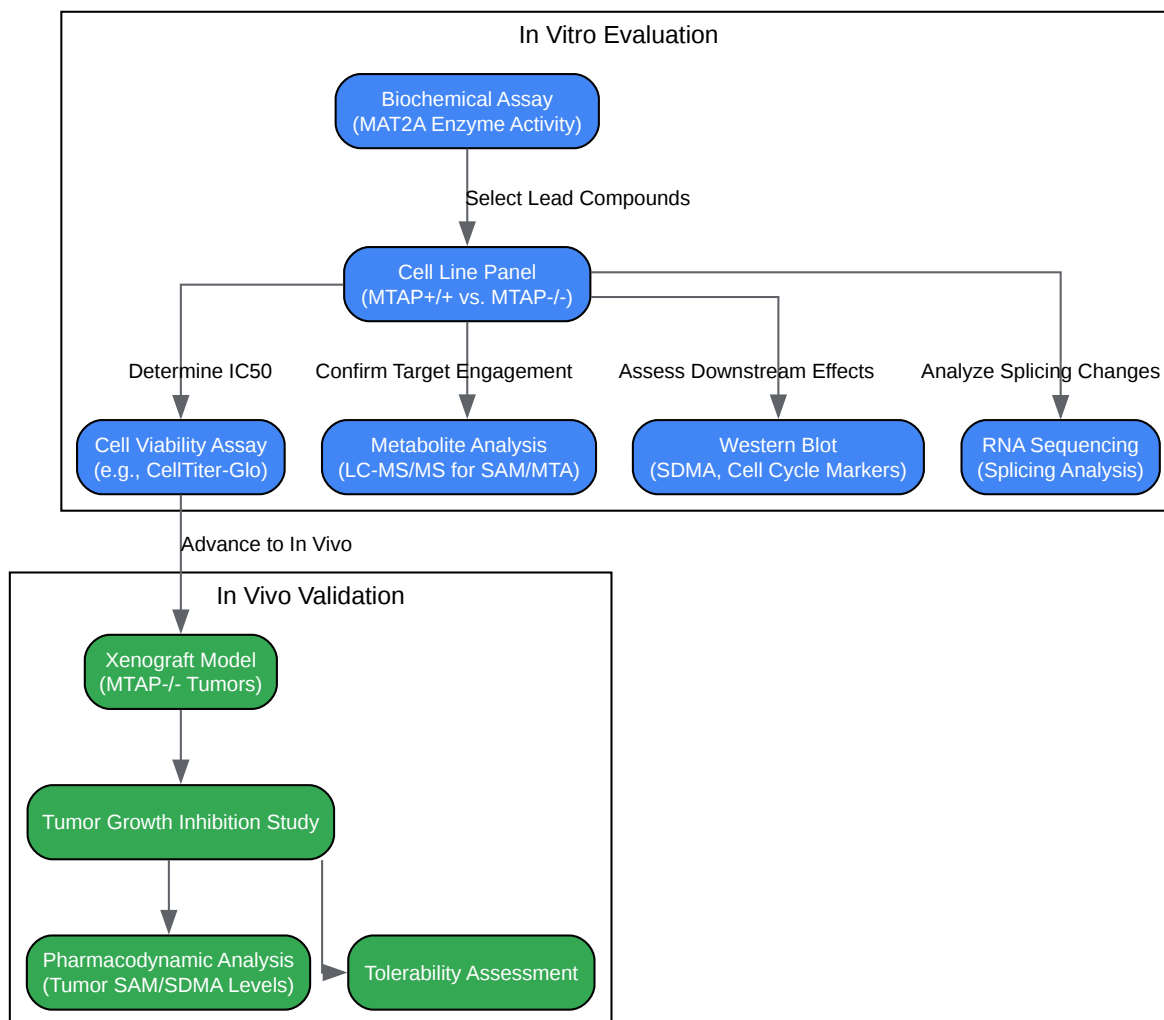 In Vitro Evaluation
Biochemical Assay
(MAT2A Enzyme Activity)
Select Lead Compounds
Cell Line Panel
(MTAP+/+ vs. MTAP-/-)
Determine IC50
Confirm Target Engagement
Assess Downstream Effects
Analyze Splicing Changes
Cell Viability Assay
(e.g., CellTiter-Glo)
Metabolite Analysis
(LC-MS/MS for SAM/MTA)
Western Blot
(SDMA, Cell Cycle Markers)
RNA Sequencing
(Splicing Analysis)
Advance to In Vivo
In Vivo Validation
Xenograft Model
(MTAP-/- Tumors)
Tumor Growth Inhibition Study
Pharmacodynamic Analysis
(Tumor SAM/SDMA Levels)
Tolerability Assessment